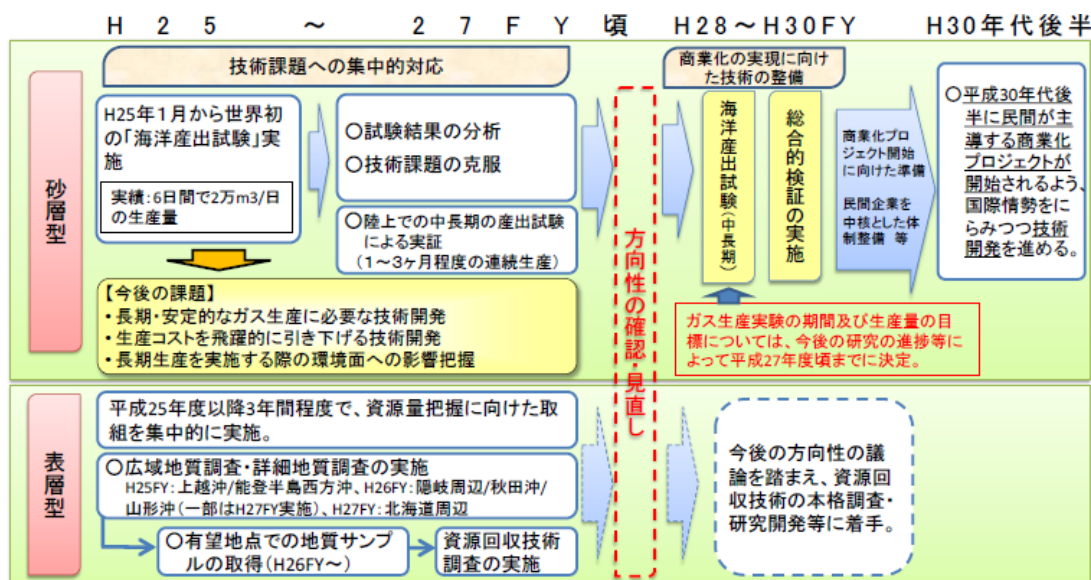 H25~27FY頃
H28~H30FY
H30年代後半
技術課題への集中的対応
商業化の実現に向
けた技術の整備
砂層型
H25年1月から世界初
の「海洋産出試験」実
施
実績:6日間で2万m3/日
の生産量
○試験結果の分析
○技術課題の克服
陸上での中長期の産出試験
による実証
(1~3ヶ月程度の連続生産)
【今後の課題】
・長期・安定的なガス生産に必要な技術開発
・生産コストを飛躍的に引き下げる技術開発
・長期生産を実施する際の環境面への影響把握
方向性の確認・見直し
海洋産出試験(中長期)
総合的検証の実施
商業化プロ
ジェクト開始
に向けた準備
民間企業を
中核とした体
制整備 等
○平成30年代後
半に民間が主
導する商業化
プロジェクトが
開始されるよう、
国際情勢をに
らみつつ技術
開発を進める。
ガス生産実験の期間及び生産量の目
標については、今後の研究の進捗等に
よって平成27年度頃までに決定。
表層型
平成25年度以降3年間程度で、資源量把握に向けた取
組を集中的に実施。
○広域地質調査・詳細地質調査の実施
H25FY:上越沖/能登半島西方沖、H26FY:隠岐周辺/秋田沖/
山形沖(一部はH27FY実施)、H27FY:北海道周辺
○有望地点での地質サン
プルの取得(H26FY~)
資源回収技術
調査の実施
今後の方向性の議
論を踏まえ、資源回
収技術の本格調査・
研究開発等に着手。